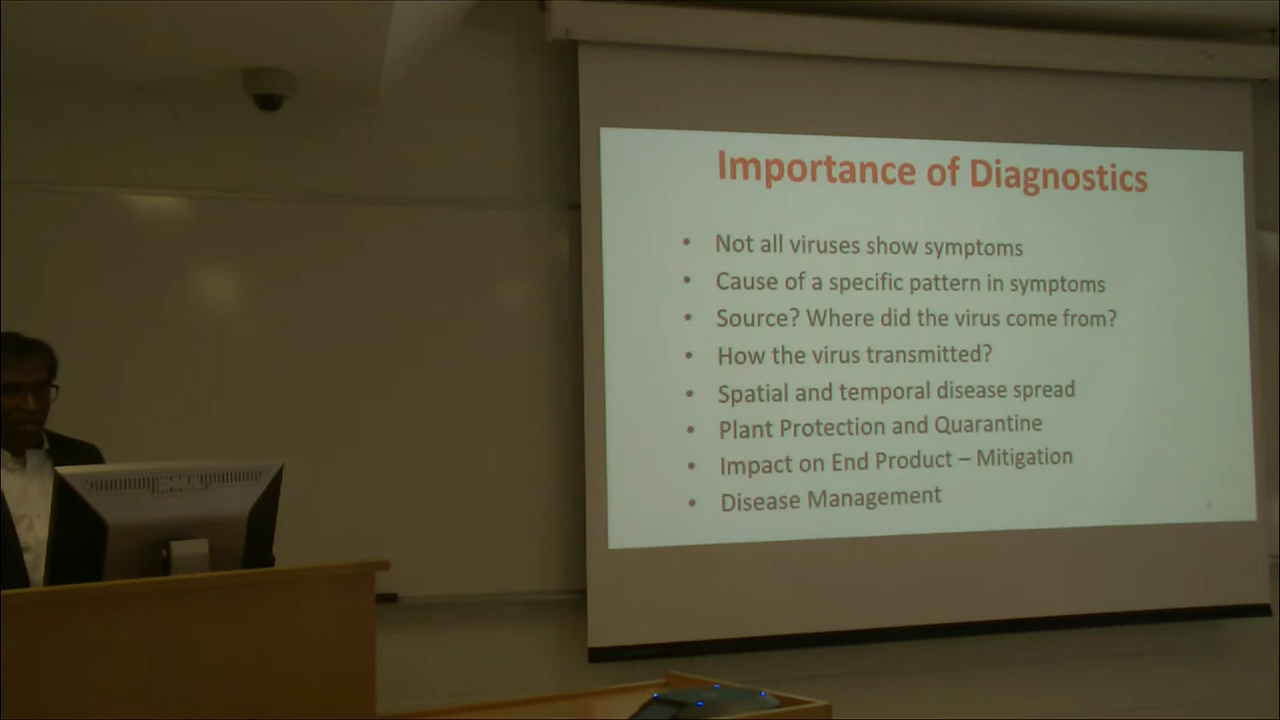 Importance of Diagnostics
• Not all viruses show symptoms
• Cause of a specific pattern in symptoms
• Source? Where did the virus come from?
• How the virus transmitted?
• Spatial and temporal disease spread
• Plant Protection and Quarantine
• Impact on End Product – Mitigation
• Disease Management